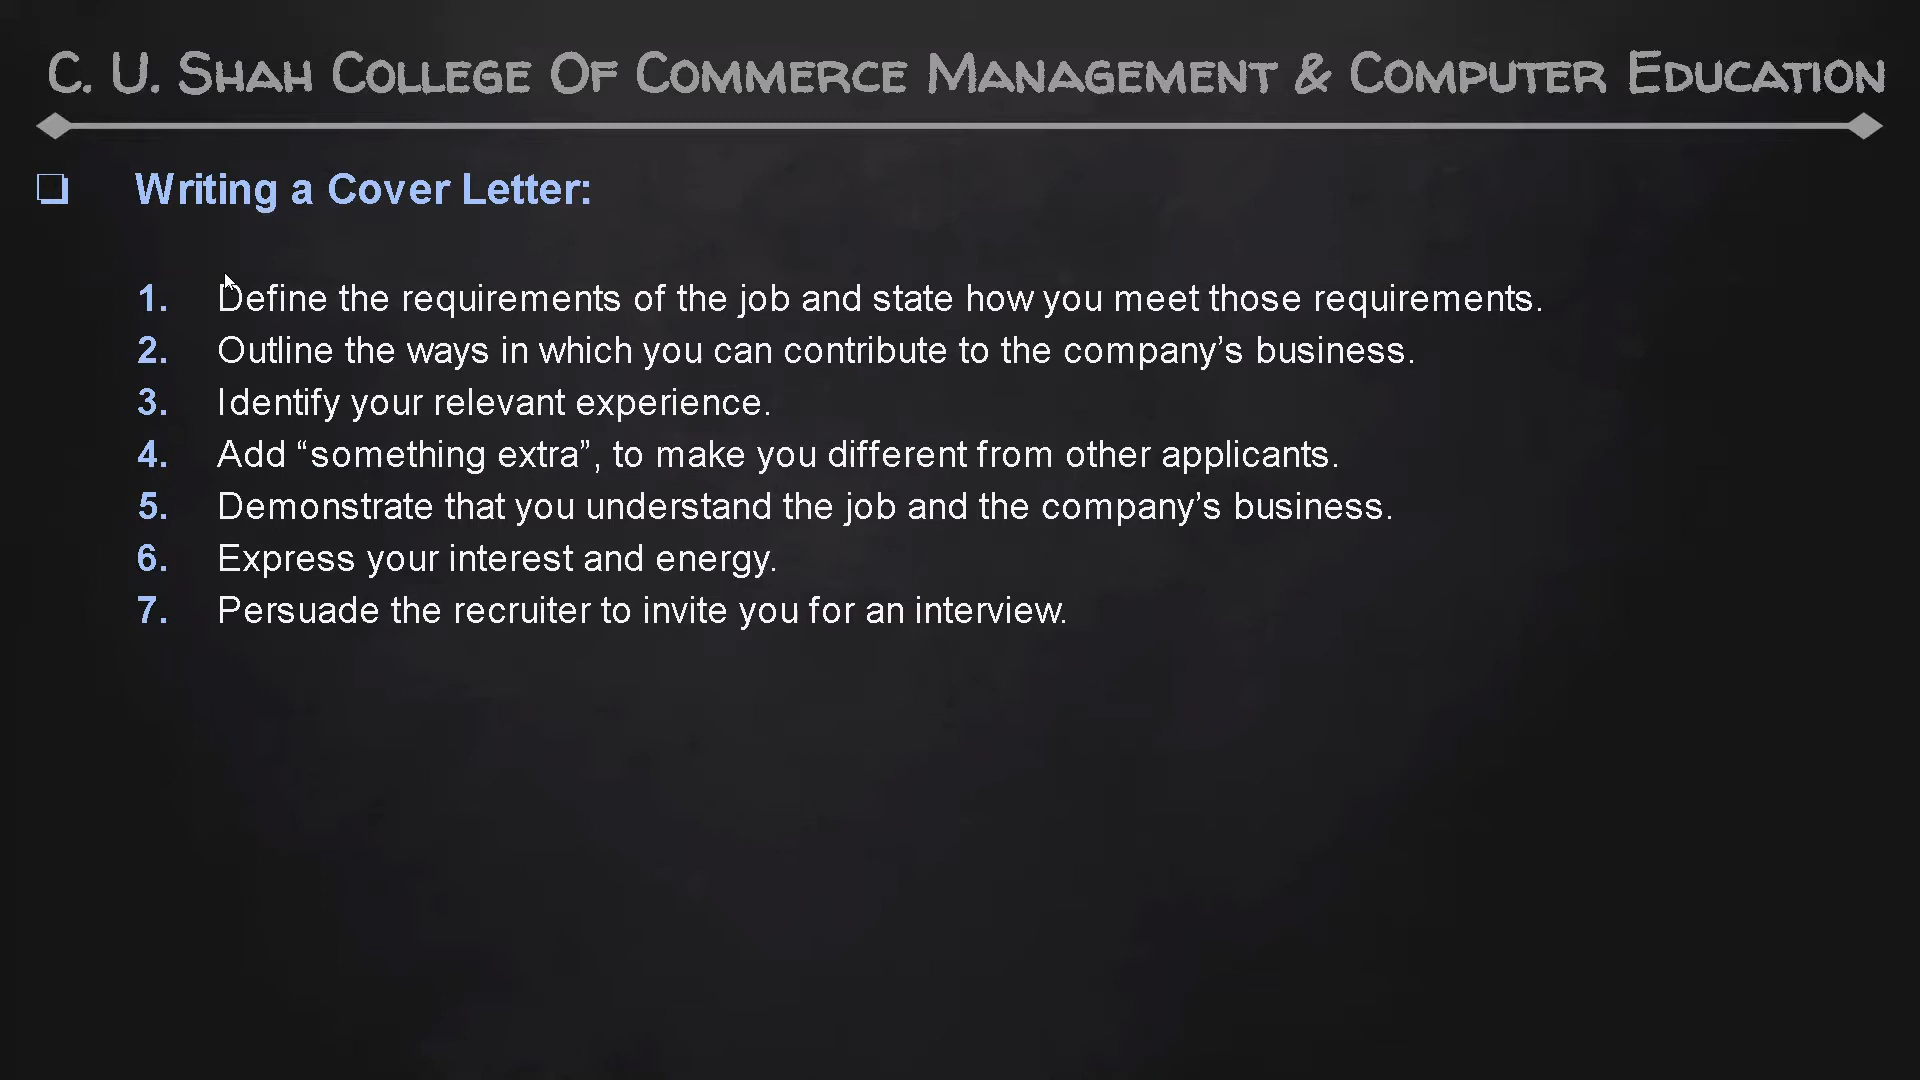 C. U. Shah College Of Commerce Management & Computer Education
❑ Writing a Cover Letter:
1. Define the requirements of the job and state how you meet those requirements.
2. Outline the ways in which you can contribute to the company’s business.
3. Identify your relevant experience.
4. Add “something extra”, to make you different from other applicants.
5. Demonstrate that you understand the job and the company’s business.
6. Express your interest and energy.
7. Persuade the recruiter to invite you for an interview.